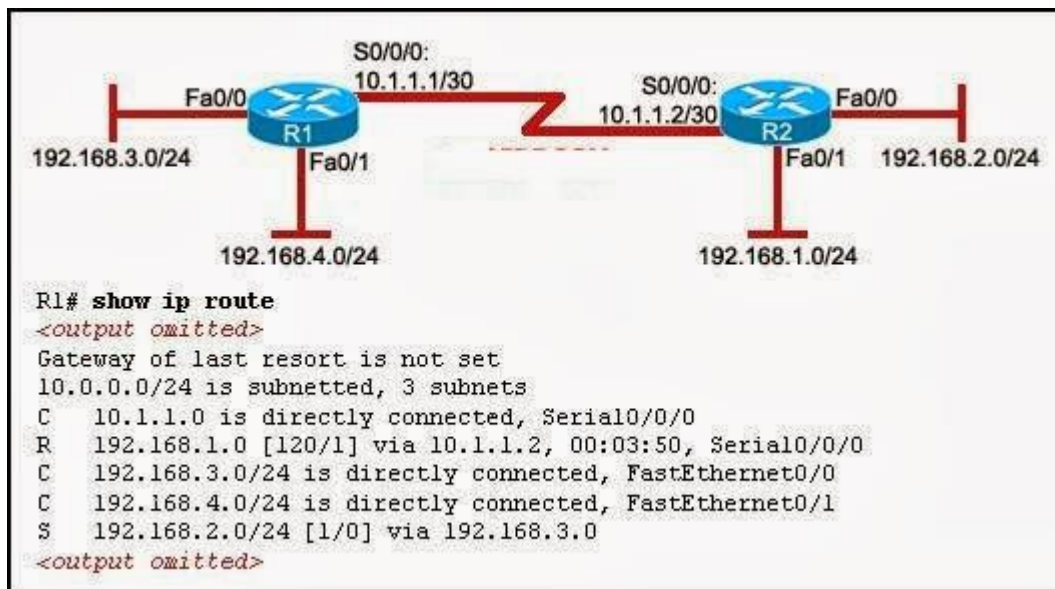 S0/0/0:
10.1.1.1/30
S0/0/0:
10.1.1.2/30
Fa0/0
R1
Fa0/1
192.168.3.0/24
192.168.4.0/24
Fa0/0
R2
Fa0/1
192.168.2.0/24
192.168.1.0/24
R1# show ip route
<output omitted>
Gateway of last resort is not set
10.0.0.0/24 is subnetted, 3 subnets
C 10.1.1.0 is directly connected, Serial0/0/0
R 192.168.1.0 [120/1] via 10.1.1.2, 00:03:50, Serial0/0/0
C 192.168.3.0/24 is directly connected, FastEthernet0/0
C 192.168.4.0/24 is directly connected, FastEthernet0/1
S 192.168.2.0/24 [1/0] via 192.168.3.0
<output omitted>